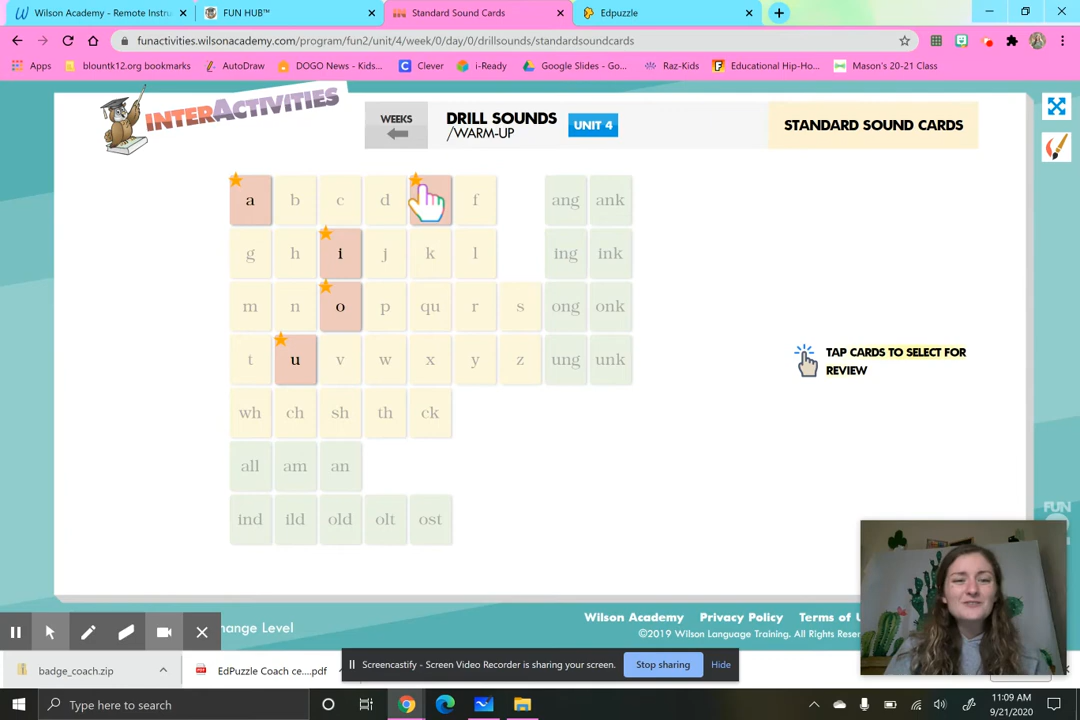 Wilson Academy - Remote Instru
FUN HUB™
Standard Sound Cards
Edpuzzle
funactivities.wilsonacademy.com/program/fun2/unit/4/week/0/day/0/drillsounds/standardsoundcards
Apps
blountk12.org bookmarks
AutoDraw
DOGO News - Kids...
Clever
i-Ready
Google Slides - Go...
Raz-Kids
Educational Hip-Ho...
Mason's 20-21 Class
INTERACTIVITIES
WEEKS
DRILL SOUNDS
/WARM-UP
UNIT 4
STANDARD SOUND CARDS
a b c d f ang ank
g h i j k l ing ink
m n o p qu r s ong onk
t u v w x y z ung unk
wh ch sh th ck
all am an
ind ild old olt ost
TAP CARDS TO SELECT FOR
REVIEW
FUN
Wilson Academy
Privacy Policy
Terms of U
©2019 Wilson Language Training. All Rights Rese
ange Level
badge_coach.zip
EdPuzzle Coach ce....pdf
Screencastify - Screen Video Recorder is sharing your screen.
Stop sharing
Hide
Type here to search
11:09 AM
9/21/2020